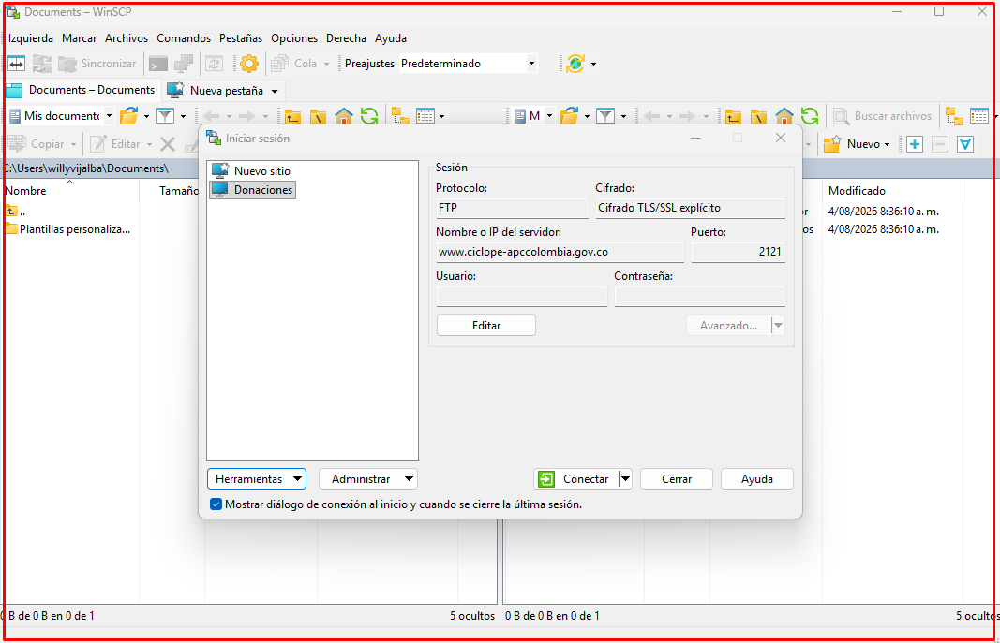 Documents – WinSCP
Izquierda Marcar Archivos Comandos Pestañas Opciones Derecha Ayuda
Sincronizar Cola Preajustes Predeterminado
Documents – Documents Nueva pestaña
Mis documento M Buscar archivos
Copiar Editar Nuevo
C:\Users\willyvijalba\Documents\
Nombre Tamaño Modificado
.. 4/08/2026 8:36:10 a. m.
Plantillas personaliza... 4/08/2026 8:36:10 a. m.
Iniciar sesión
Nuevo sitio
Donaciones
Sesión
Protocolo: Cifrado:
FTP Cifrado TLS/SSL explícito
Nombre o IP del servidor: Puerto:
www.ciclope-apccolombia.gov.co 2121
Usuario: Contraseña:
Editar Avanzado...
Herramientas Administrar Conectar Cerrar Ayuda
Mostrar diálogo de conexión al inicio y cuando se cierre la última sesión.
0 B de 0 B en 0 de 1 5 ocultos 0 B de 0 B en 0 de 1 5 ocultos